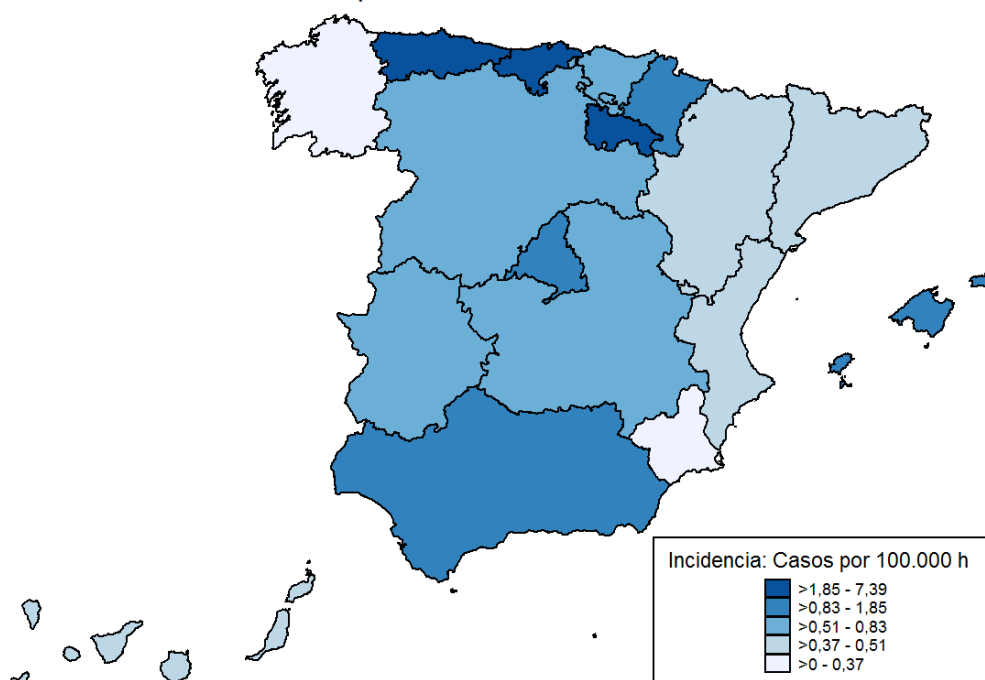 Incidencia: Casos por 100.000 h
>1,85 - 7,39
>0,83 - 1,85
>0,51 - 0,83
>0,37 - 0,51
>0 - 0,37